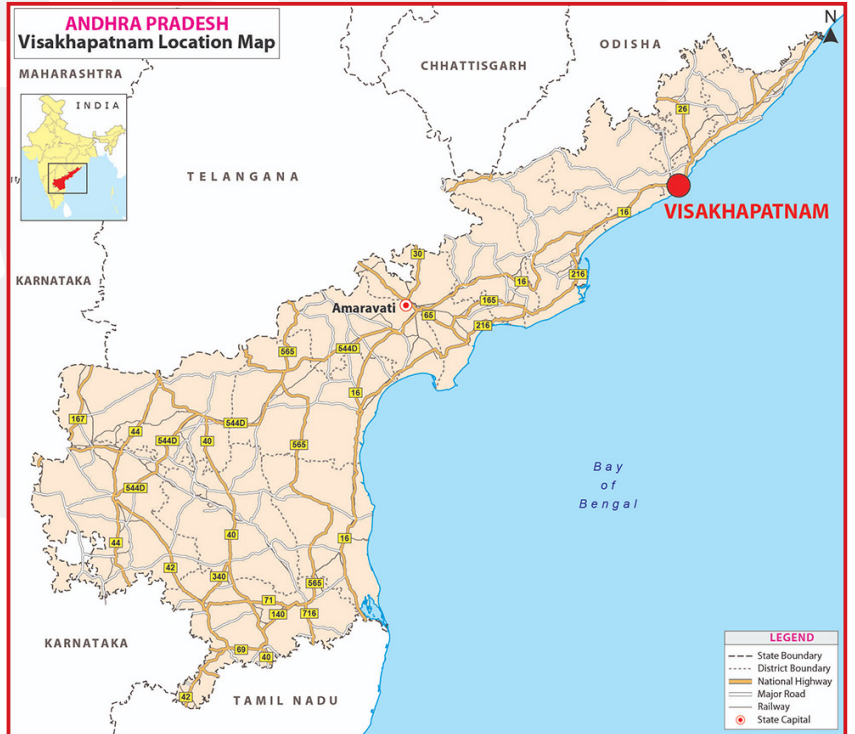 ANDHRA PRADESH
Visakhapatnam Location Map
N
ODISHA
CHHATTISGARH
MAHARASHTRA
INDIA
26
TELANGANA
VISAKHAPATNAM
16
30
KARNATAKA
216
16
165
Amaravati
65
216
565
544D
16
167
544D
44
544D
40
565
Bay
of
Bengal
544D
40
16
44
42
340
565
71
140
716
KARNATAKA
69
40
42
TAMIL NADU
LEGEND
State Boundary
District Boundary
National Highway
Major Road
Railway
State Capital